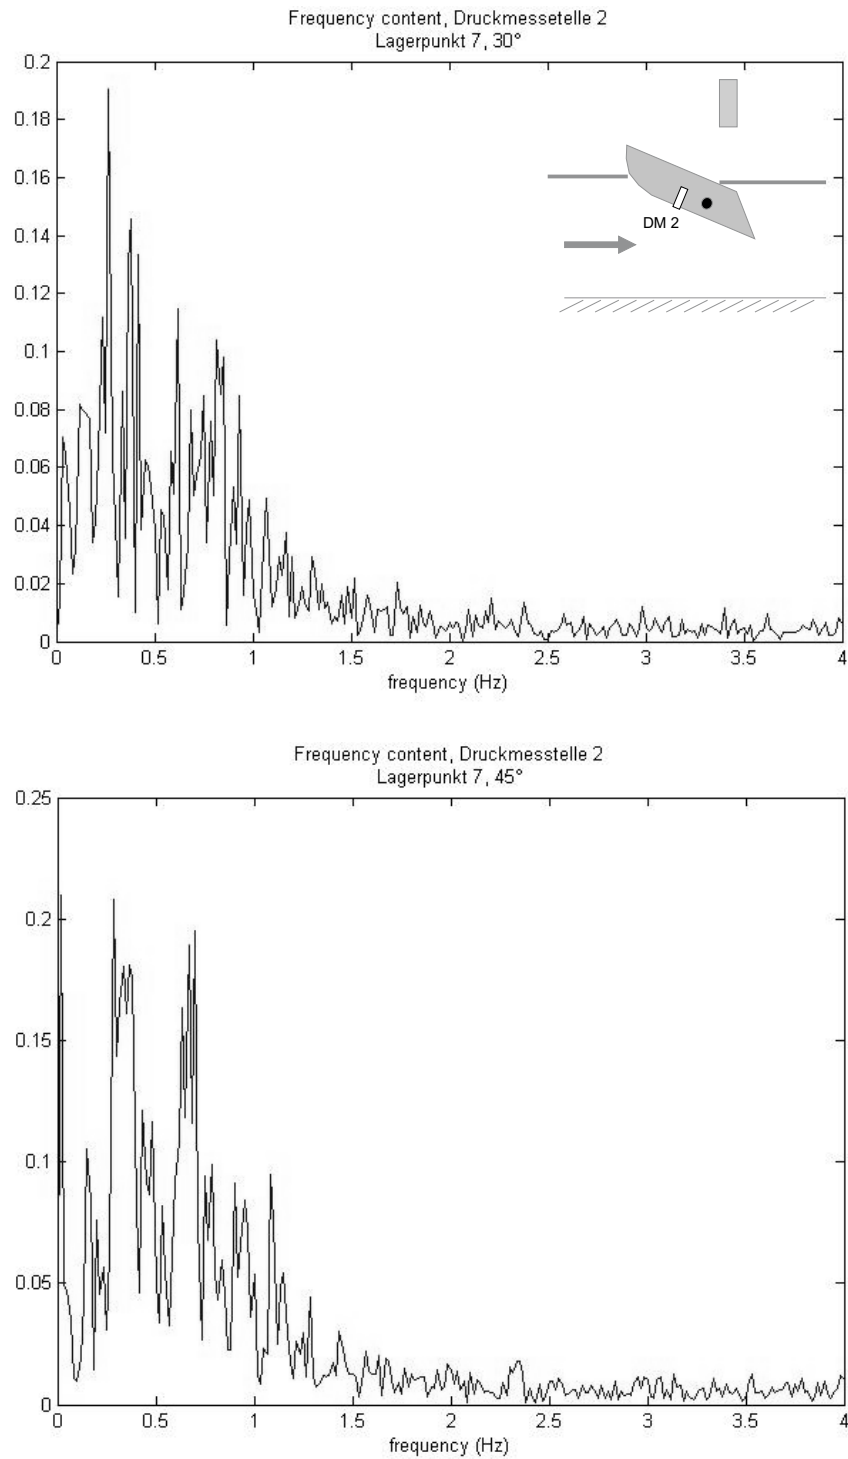 Frequency content, Druckmessetelle 2
Lagerpunkt 7, 30°
0.2
0.18
0.16
0.14
0.12
0.1
0.08
0.06
0.04
0.02
0
DM 2
0 0.5 1 1.5 2 2.5 3 3.5 4
frequency (Hz)
Frequency content, Druckmesstelle 2
Lagerpunkt 7, 45°
0.25
0.2
0.15
0.1
0.05
0
0 0.5 1 1.5 2 2.5 3 3.5 4
frequency (Hz)